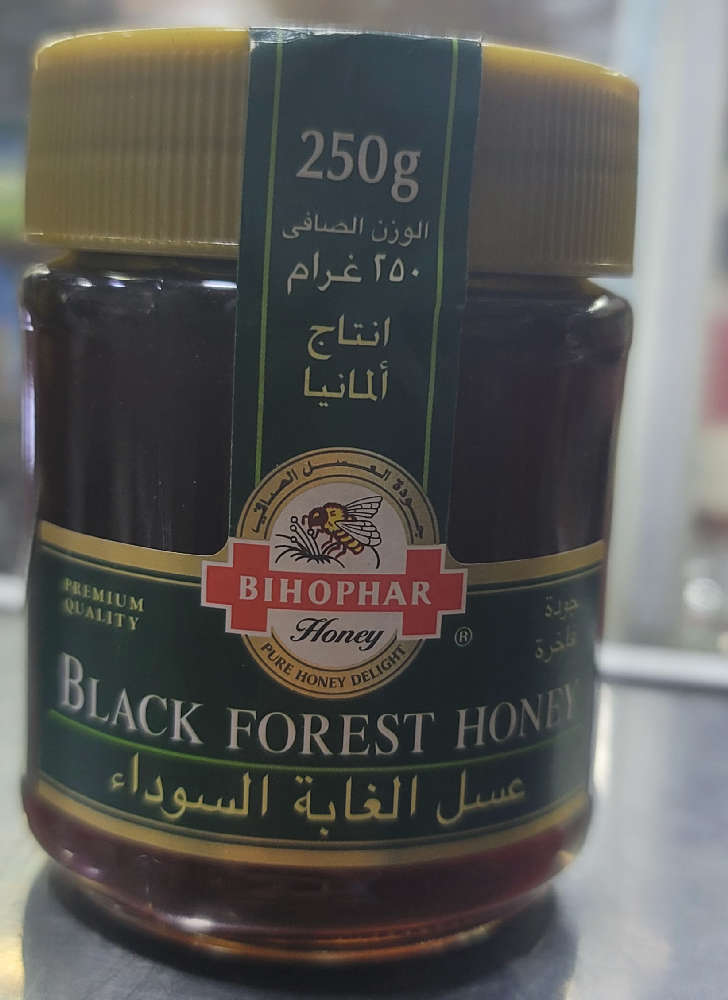 250g
الوزن الصافى
٢٥٠ غرام
انتاج
ألمانيا
جودة العسل الصافي
BIHOPHAR
Honey
PURE HONEY DELIGHT
®
PREMIUM
QUALITY
جودة
فاخرة
BLACK FOREST HONEY
عسل الغابة السوداء